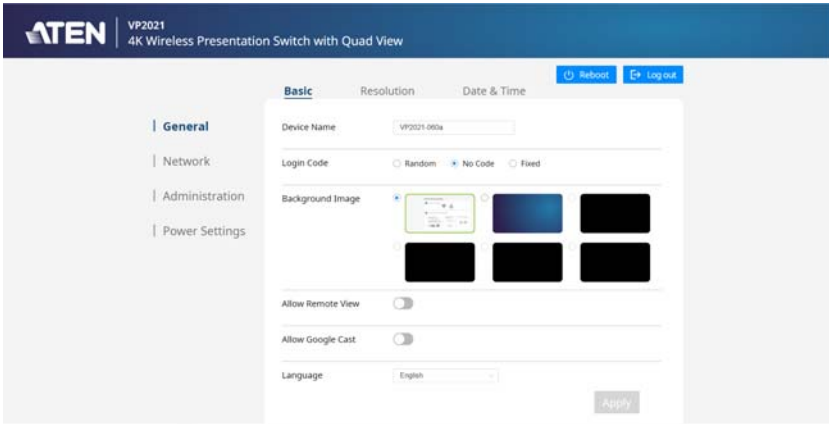 ATEN
VP2021
4K Wireless Presentation Switch with Quad View
Reboot
Log out
Basic
Resolution
Date & Time
General
Network
Administration
Power Settings
Device Name
VP2021-060a
Login Code
Random
No Code
Fixed
Background Image
Allow Remote View
Allow Google Cast
Language
English
Apply